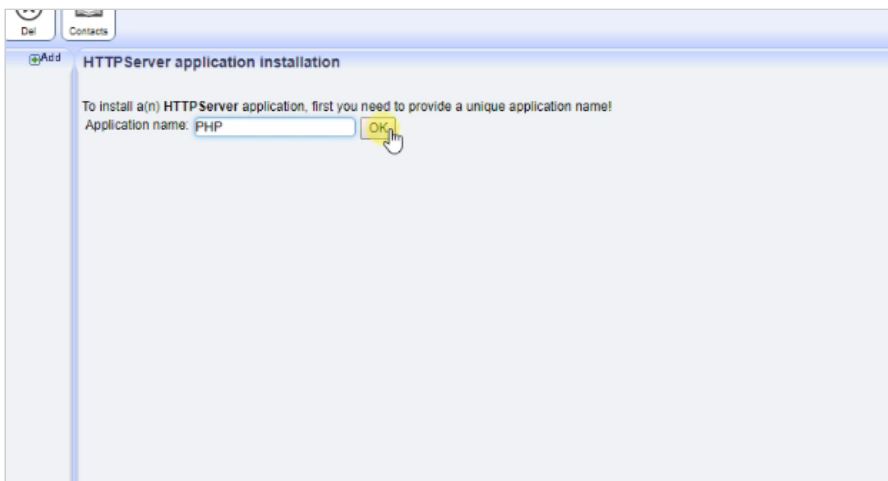 Del
Contacts
Add
HTTPServer application installation
To install a(n) HTTPServer application, first you need to provide a unique application name!
Application name: PHP OK